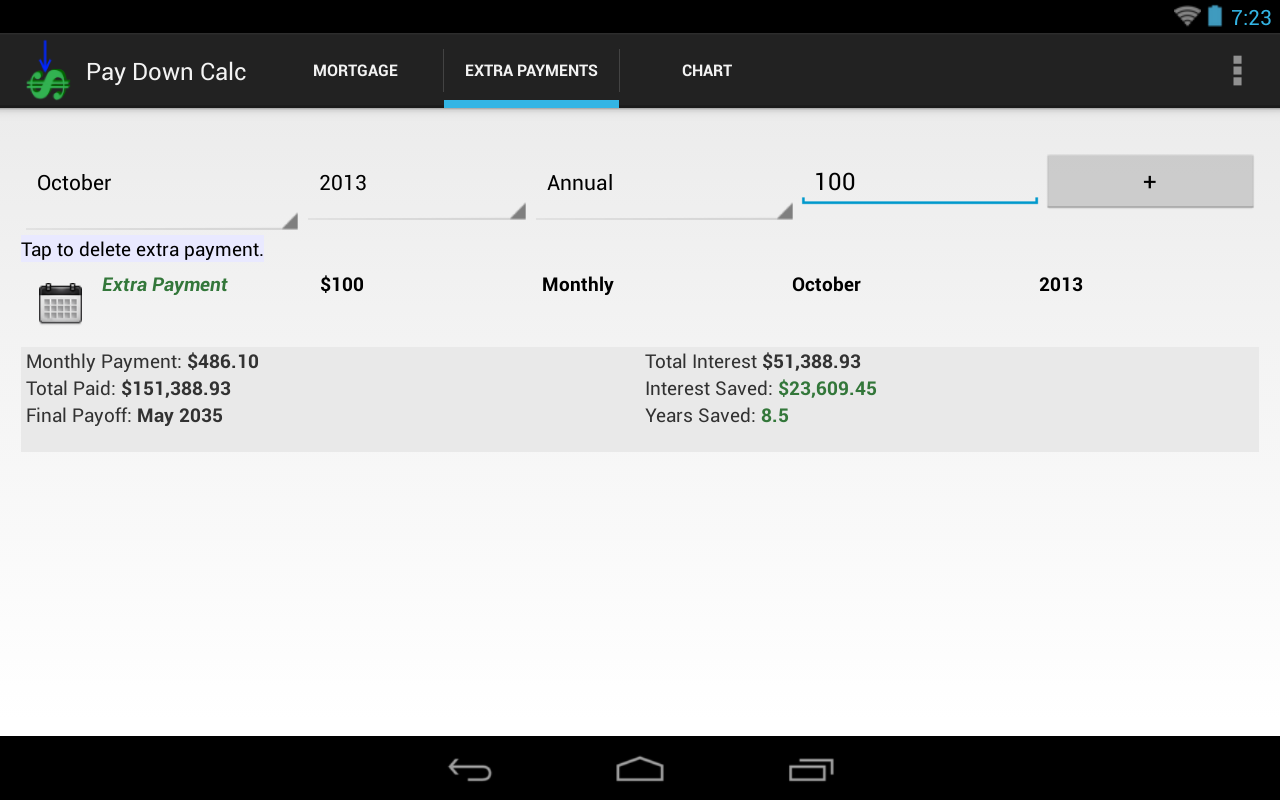 7:23
Pay Down Calc MORTGAGE EXTRA PAYMENTS CHART
October 2013 Annual 100 +
Tap to delete extra payment.
Extra Payment $100 Monthly October 2013
Monthly Payment: $486.10 Total Interest $51,388.93
Total Paid: $151,388.93 Interest Saved: $23,609.45
Final Payoff: May 2035 Years Saved: 8.5